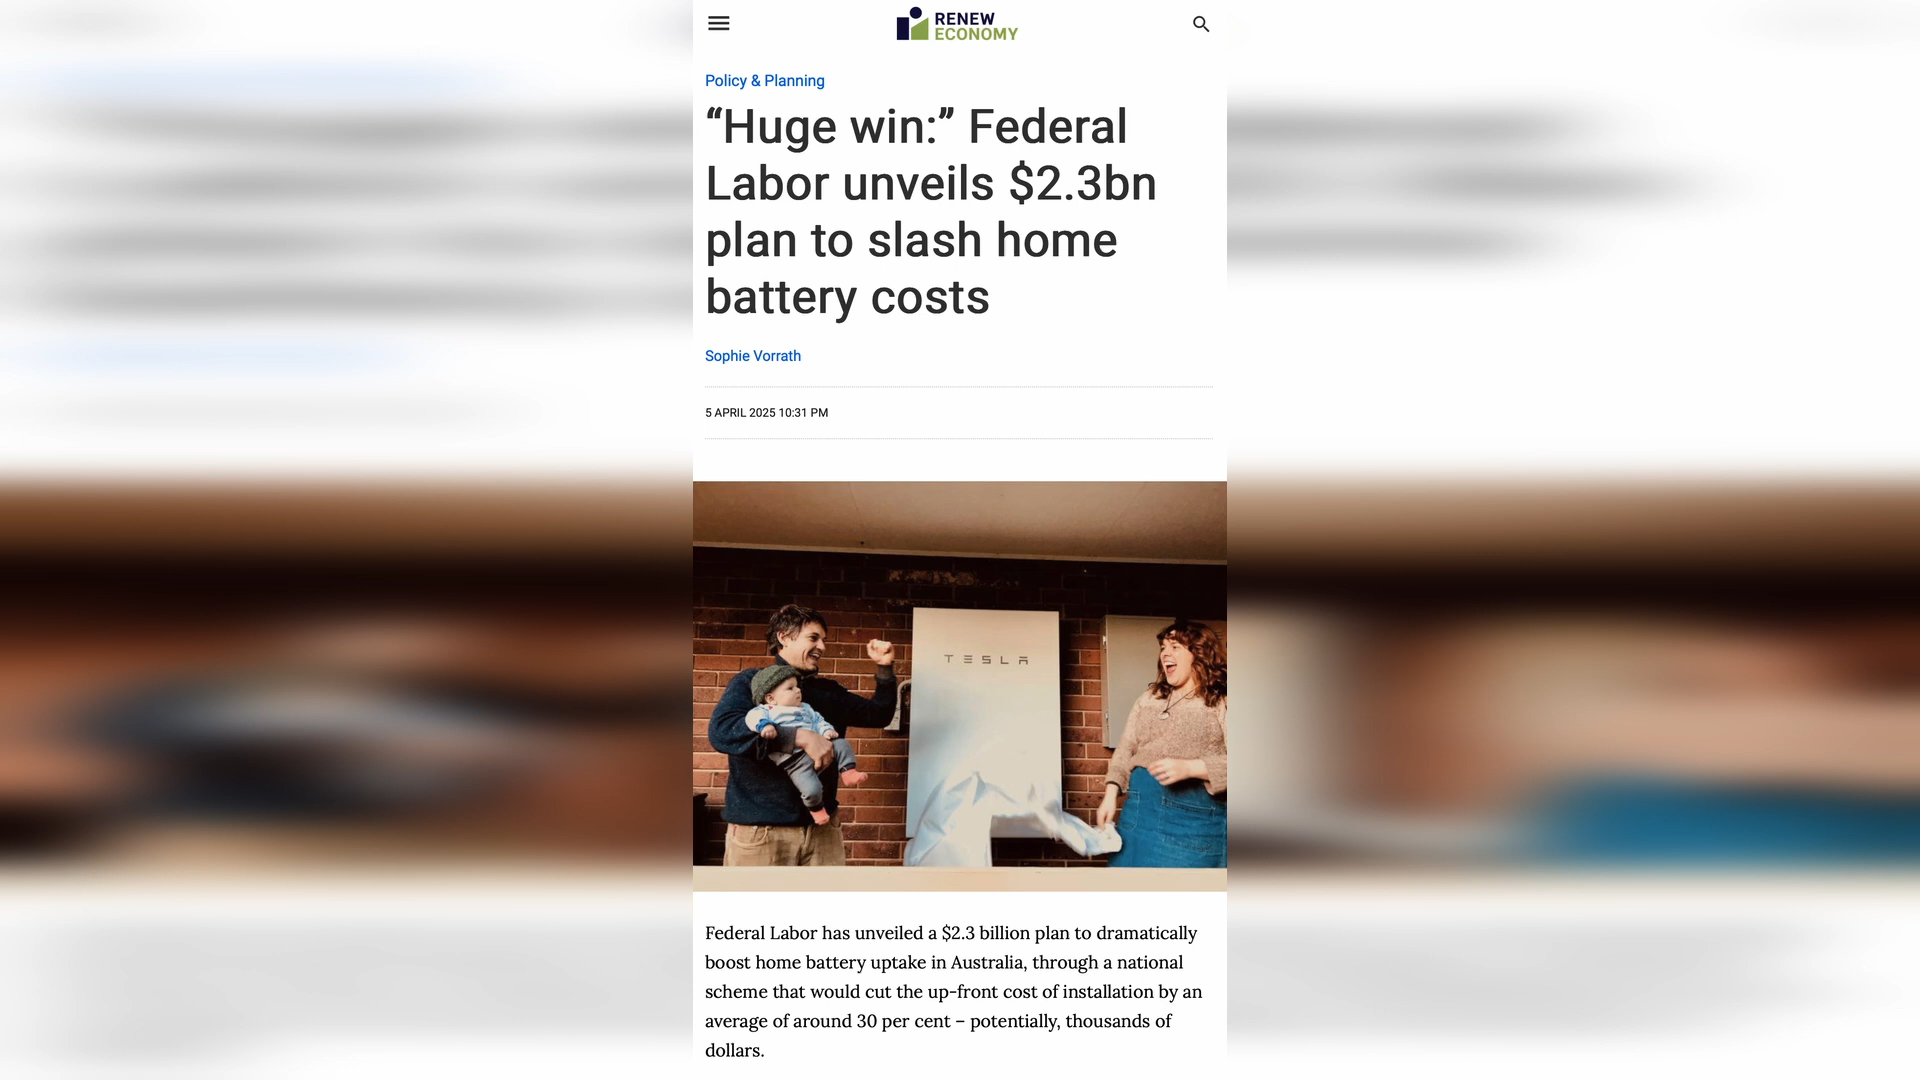 RENEW
ECONOMY
Policy & Planning
“Huge win:” Federal
Labor unveils $2.3bn
plan to slash home
battery costs
Sophie Vorrath
5 APRIL 2025 10:31 PM
TESLA
Federal Labor has unveiled a $2.3 billion plan to dramatically
boost home battery uptake in Australia, through a national
scheme that would cut the up-front cost of installation by an
average of around 30 per cent – potentially, thousands of
dollars.